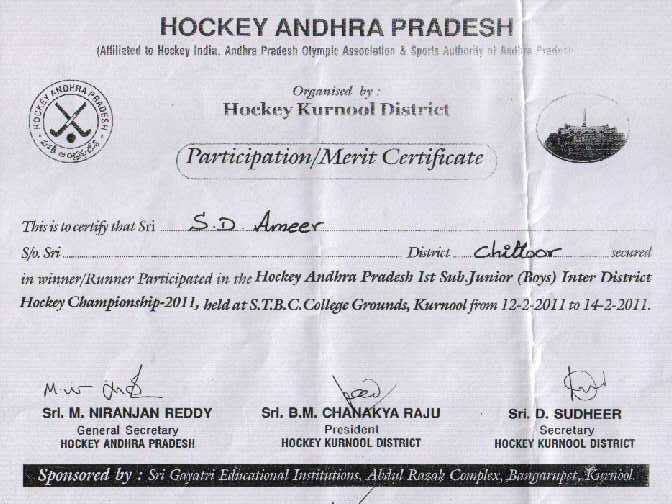 HOCKEY ANDHRA PRADESH
(Affiliated to Hockey India, Andhra Pradesh Olympic Association & Sports Authority of Andhra Pradesh)
HOCKEY ANDHRA PRADESH
Organised by :
Hockey Kurnool District
Participation/Merit Certificate
This is to certify that Sri S.D Ameer
S/o. Sri District Chittoor secured
in winner/Runner Participated in the Hockey Andhra Pradesh 1st Sub.Junior (Boys) Inter District
Hockey Championship-2011, held at S.T.B.C.College Grounds, Kurnool from 12-2-2011 to 14-2-2011.
Sri. M. NIRANJAN REDDY
General Secretary
HOCKEY ANDHRA PRADESH
Sri. B.M. CHANAKYA RAJU
President
HOCKEY KURNOOL DISTRICT
Sri. D. SUDHEER
Secretary
HOCKEY KURNOOL DISTRICT
Sponsored by : Sri Gayatri Educational Institutions, Abdul Razak Complex, Bangarupet, Kurnool.